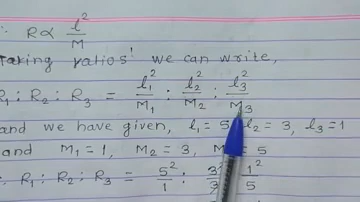 ∴ R ∝ l²/M
Taking ratios' we can write,
R₁ : R₂ : R₃ = l₁²/M₁ : l₂²/M₂ : l₃²/M₃
and we have given, l₁ = 5, l₂ = 3, l₃ = 1
and M₁ = 1, M₂ = 3, M = 5
∴ R₁ : R₂ : R₃ = 5²/1 : 3²/ : 1²/5